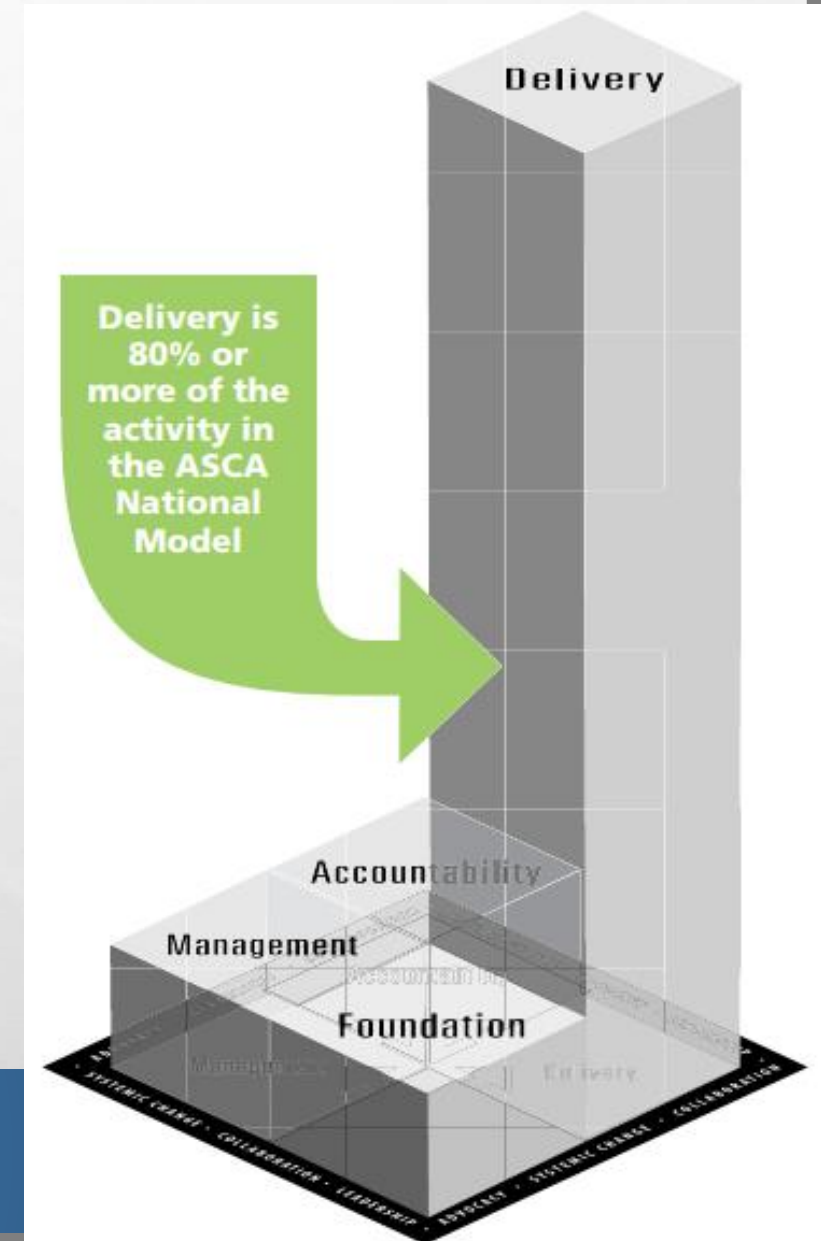 Delivery
Delivery is
80% or
more of the
activity in
the ASCA
National
Model
Accountability
Management
Foundation
SYSTEMIC CHANGE • COLLABORATION • LEADERSHIP • ADVOCACY • SYSTEMIC CHANGE • COLLABORATION